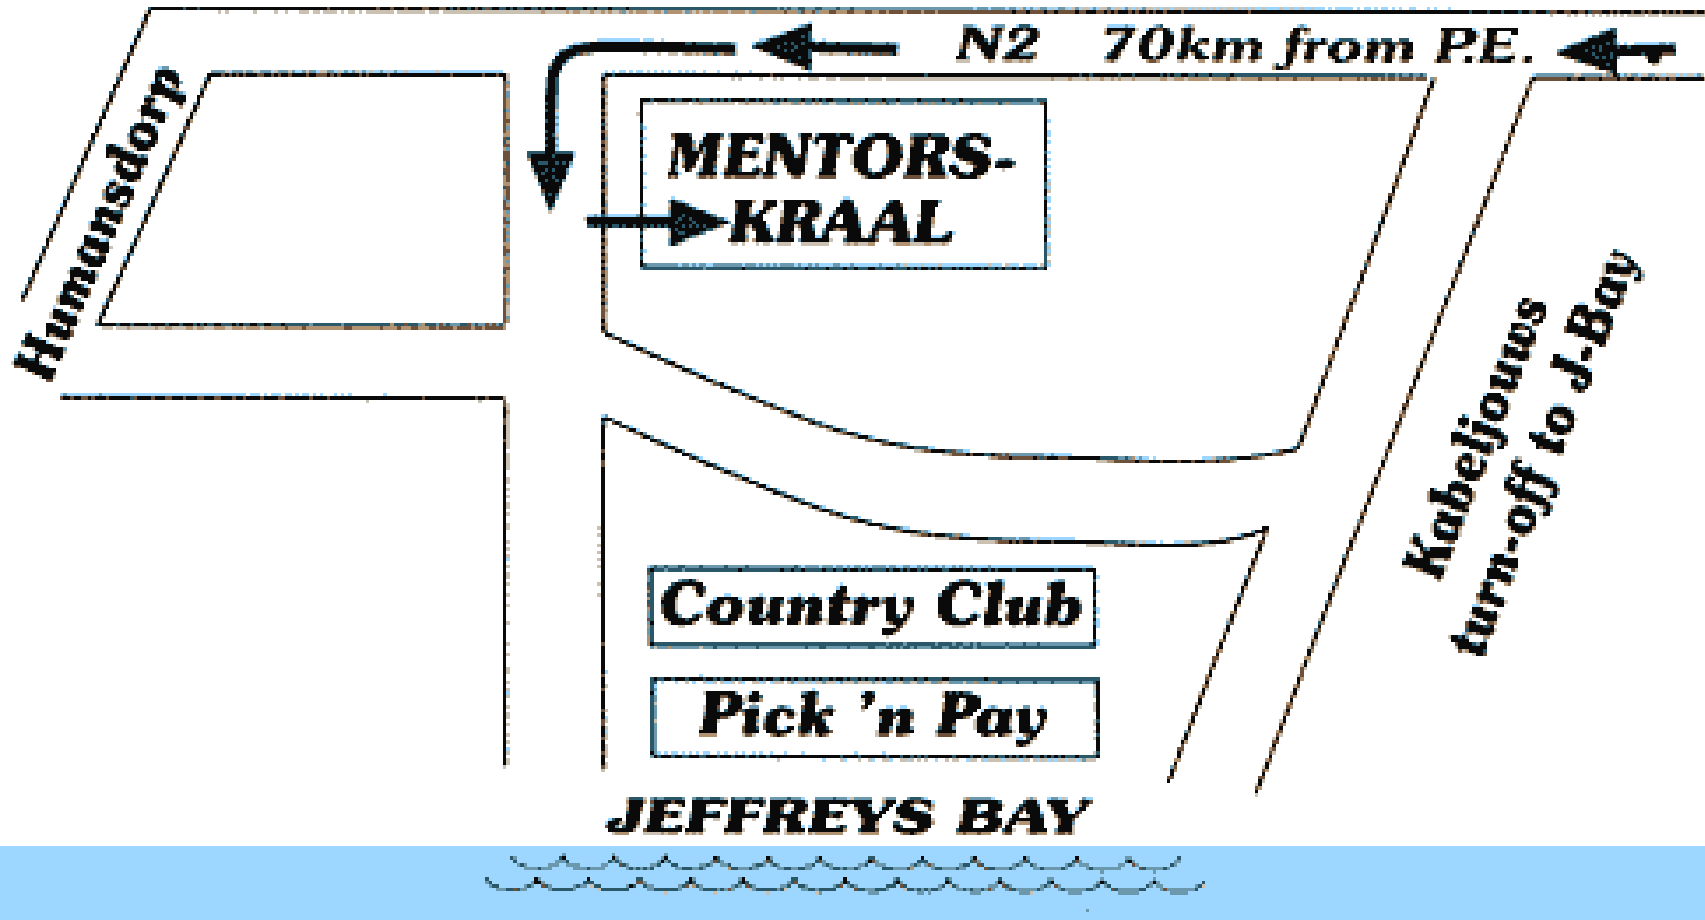 N2 70km from P.E.
Humansdorp
MENTORS-
KRAAL
Kabeljouws
turn-off to J-Bay
Country Club
Pick 'n Pay
JEFFREYS BAY